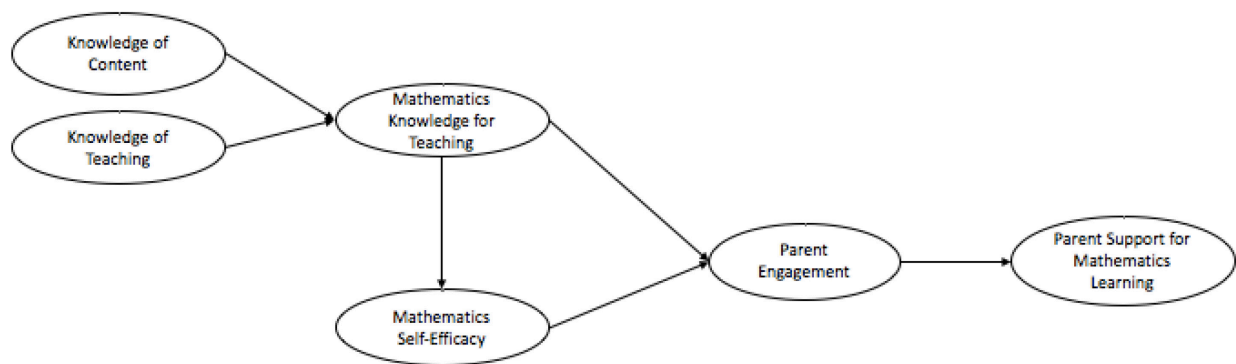 Knowledge of
Content
Knowledge of
Teaching
Mathematics
Knowledge for
Teaching
Mathematics
Self-Efficacy
Parent
Engagement
Parent Support for
Mathematics
Learning